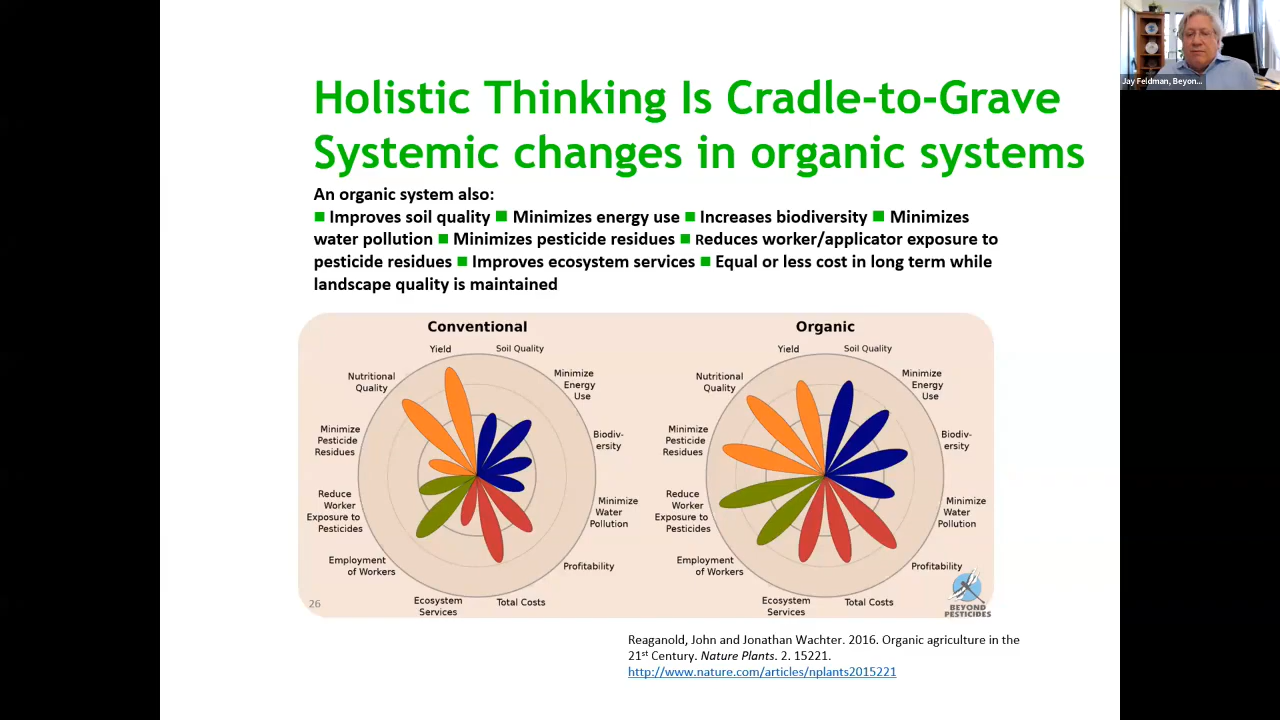 Holistic Thinking Is Cradle-to-Grave
Systemic changes in organic systems
An organic system also:
■ Improves soil quality ■ Minimizes energy use ■ Increases biodiversity ■ Minimizes
water pollution ■ Minimizes pesticide residues ■ Reduces worker/applicator exposure to
pesticide residues ■ Improves ecosystem services ■ Equal or less cost in long term while
landscape quality is maintained
Conventional
Yield
Soil Quality
Nutritional
Quality
Minimize
Energy
Use
Minimize
Pesticide
Residues
Biodiv-
ersity
Reduce
Worker
Exposure to
Pesticides
Minimize
Water
Pollution
Employment
of Workers
Profitability
Ecosystem
Services
Total Costs
26
Organic
Yield
Soil Quality
Nutritional
Quality
Minimize
Energy
Use
Minimize
Pesticide
Residues
Biodiv-
ersity
Reduce
Worker
Exposure to
Pesticides
Minimize
Water
Pollution
Employment
of Workers
Profitability
Ecosystem
Services
Total Costs
BEYOND
PESTICIDES
Reaganold, John and Jonathan Wachter. 2016. Organic agriculture in the
21st Century. Nature Plants. 2. 15221.
http://www.nature.com/articles/nplants2015221
Jay Feldman, Beyon...